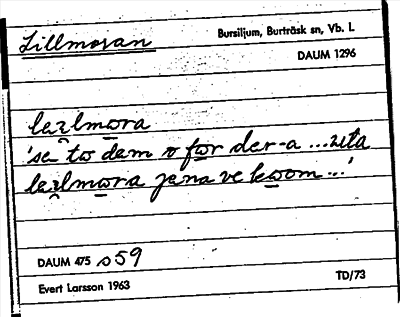 Lillmoran
Bursiljum, Burträsk sn, Vb. l.
DAUM 1296
lezlmora
'se to dem o for der-a ... uta
lezlmora jena ve kwom ...'
DAUM 475 s 59
Evert Larsson 1963
TD/73